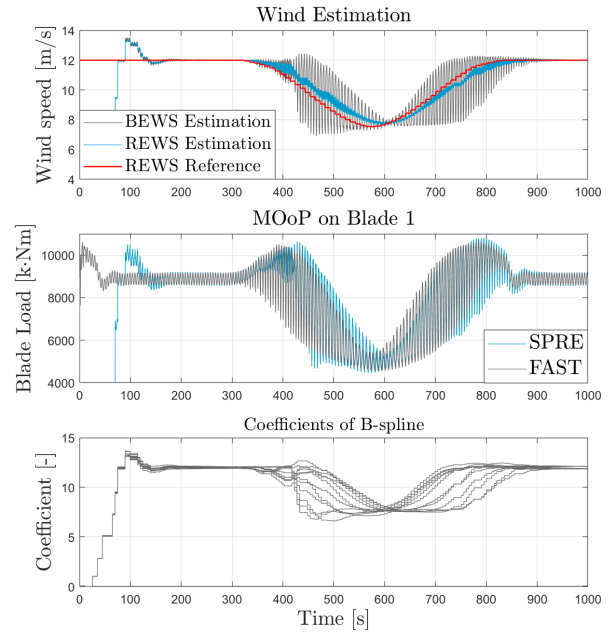 Wind Estimation
Wind speed [m/s]
14
12
10
8
6
4
BEWS Estimation
REWS Estimation
REWS Reference
0 100 200 300 400 500 600 700 800 900 1000
MOoP on Blade 1
Blade Load [k·Nm]
10000
8000
6000
4000
SPRE
FAST
0 100 200 300 400 500 600 700 800 900 1000
Coefficients of B-spline
Coefficient [-]
15
10
5
0
0 100 200 300 400 500 600 700 800 900 1000
Time [s]